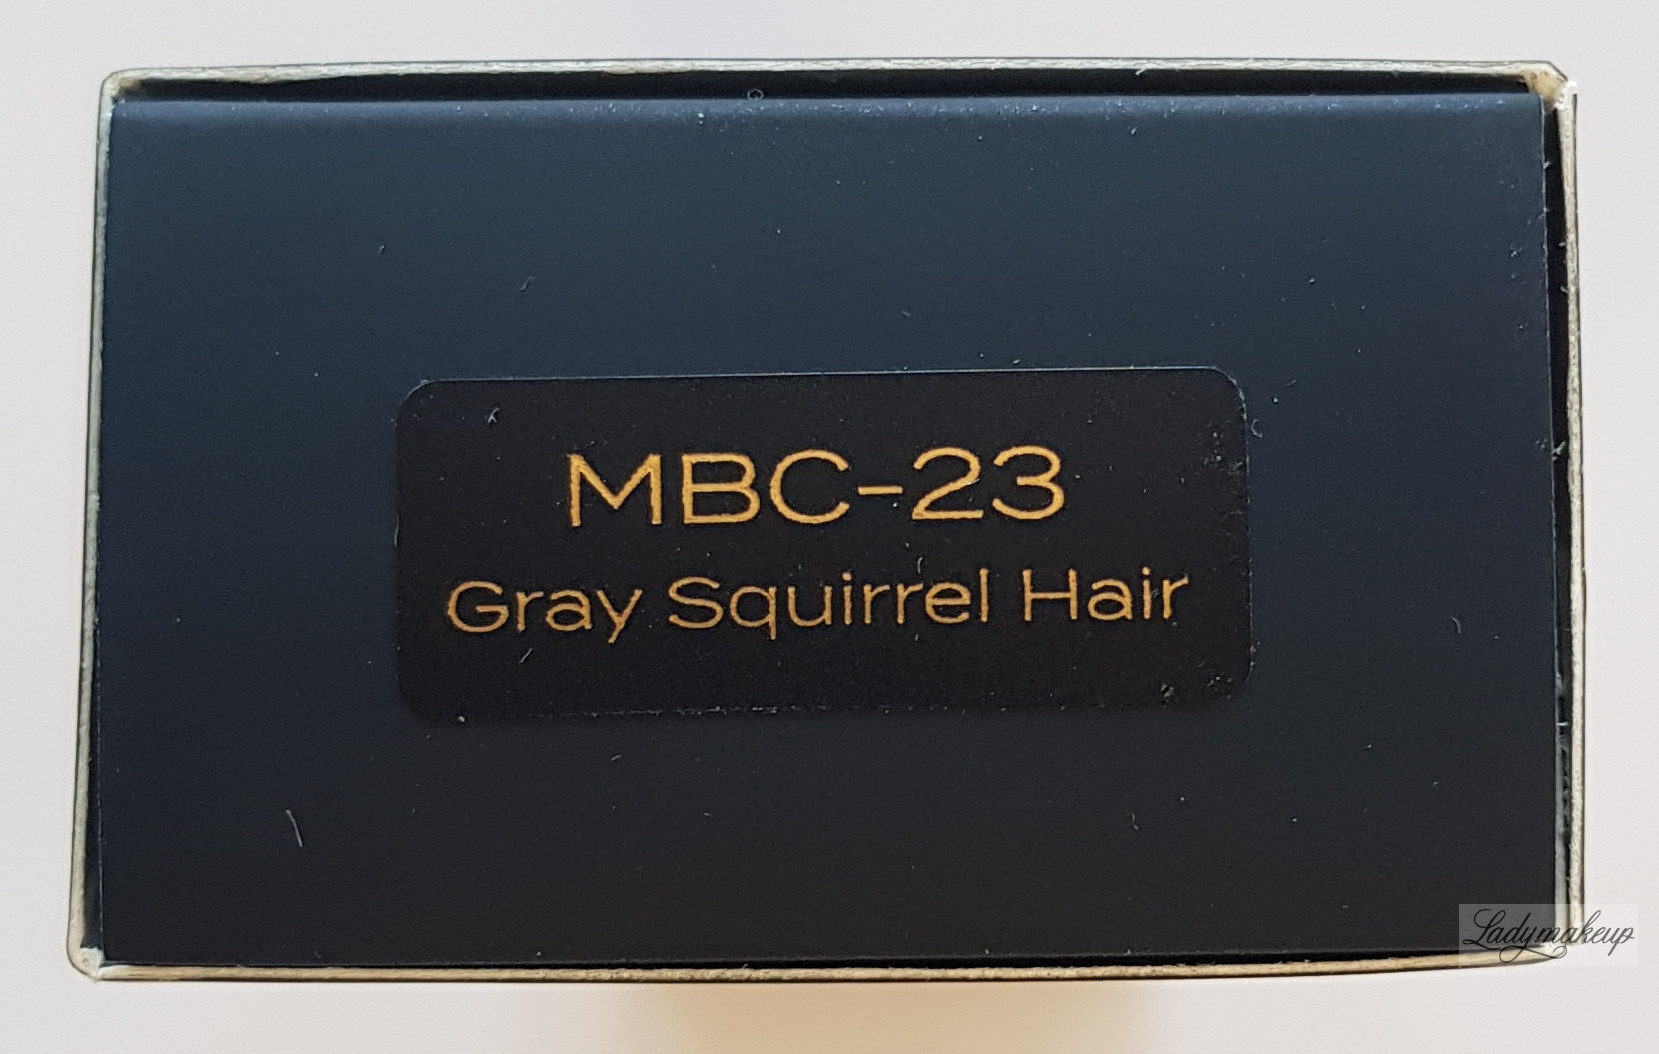 MBC-23
Gray Squirrel Hair
Ladymakeup